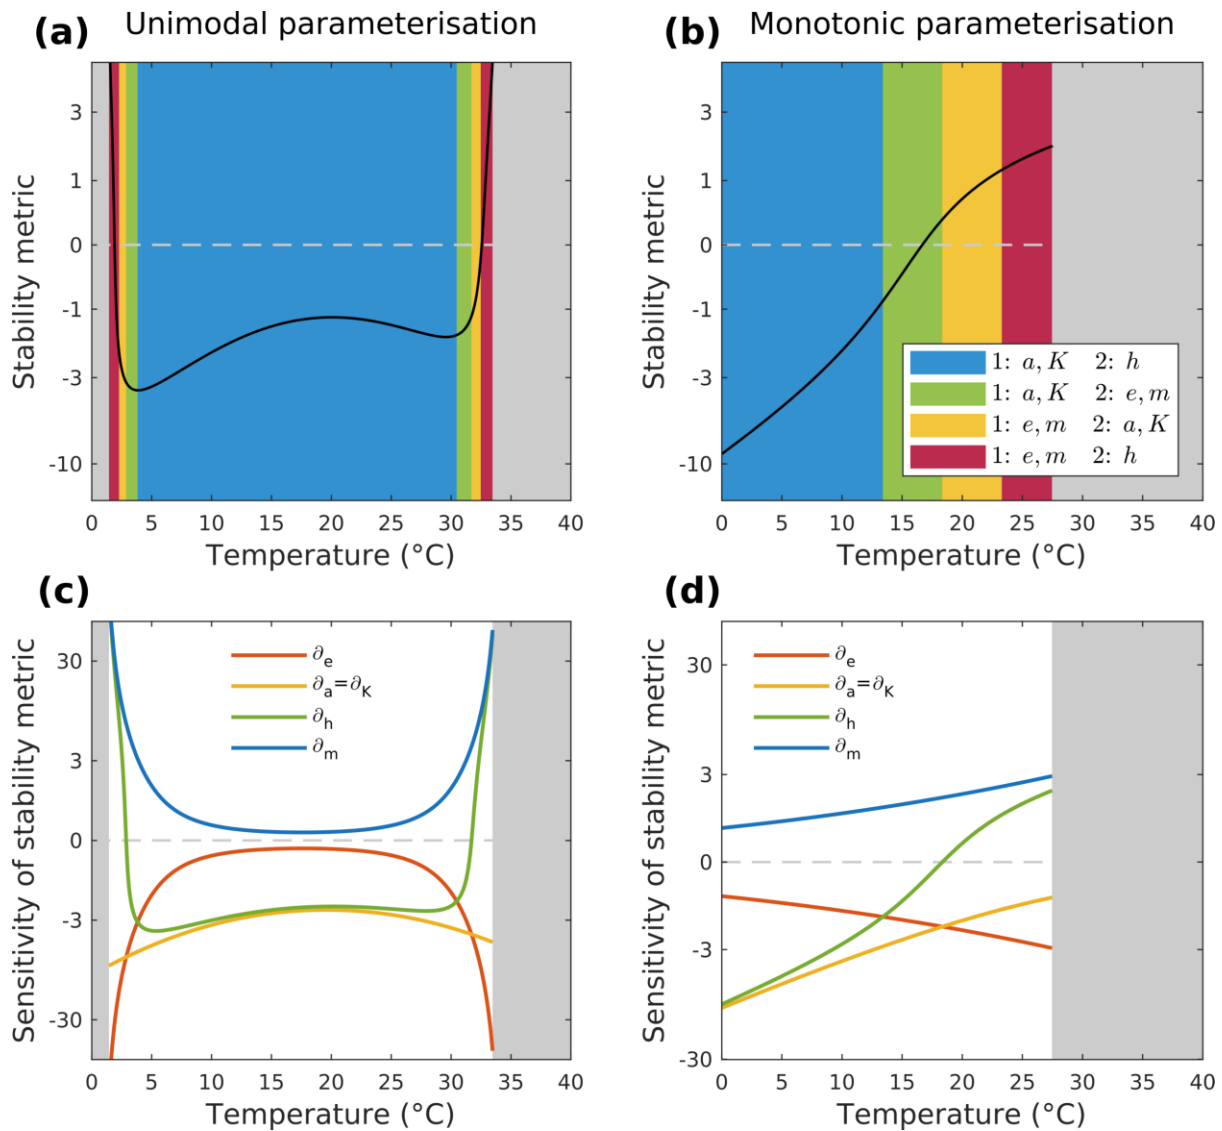 (a) Unimodal parameterisation
Stability metric
3
1
0
-1
-3
-10
0 5 10 15 20 25 30 35 40
Temperature (°C)
(b) Monotonic parameterisation
Stability metric
3
1
0
-1
-3
-10
1: a, K 2: h
1: a, K 2: e, m
1: e, m 2: a, K
1: e, m 2: h
0 5 10 15 20 25 30 35 40
Temperature (°C)
(c)
Sensitivity of stability metric
30
3
0
-3
-30
∂e
∂a=∂K
∂h
∂m
0 5 10 15 20 25 30 35 40
Temperature (°C)
(d)
Sensitivity of stability metric
30
3
0
-3
-30
∂e
∂a=∂K
∂h
∂m
0 5 10 15 20 25 30 35 40
Temperature (°C)